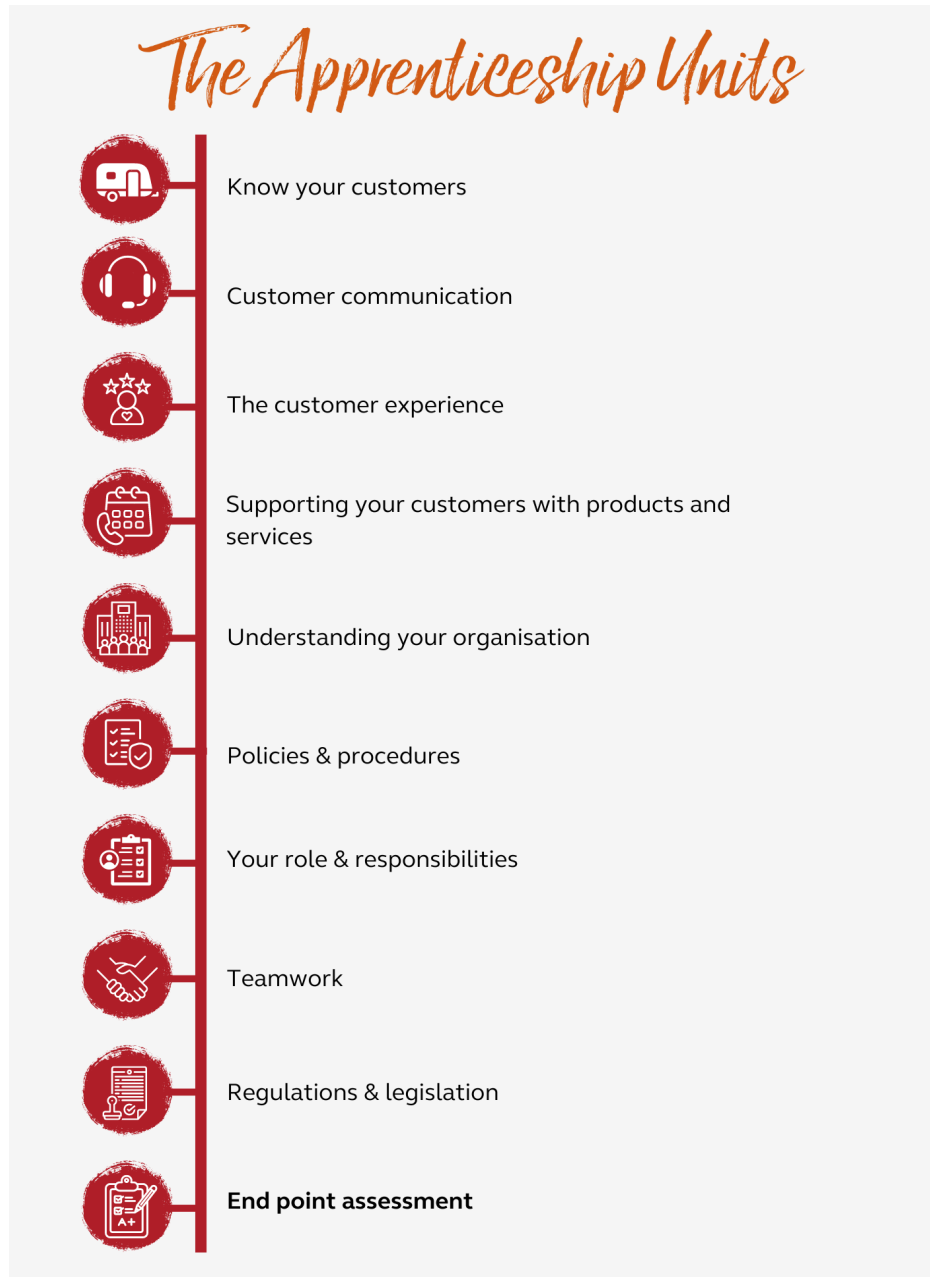 The Apprenticeship Units
Know your customers
Customer communication
The customer experience
Supporting your customers with products and
services
Understanding your organisation
Policies & procedures
Your role & responsibilities
Teamwork
Regulations & legislation
A+
End point assessment